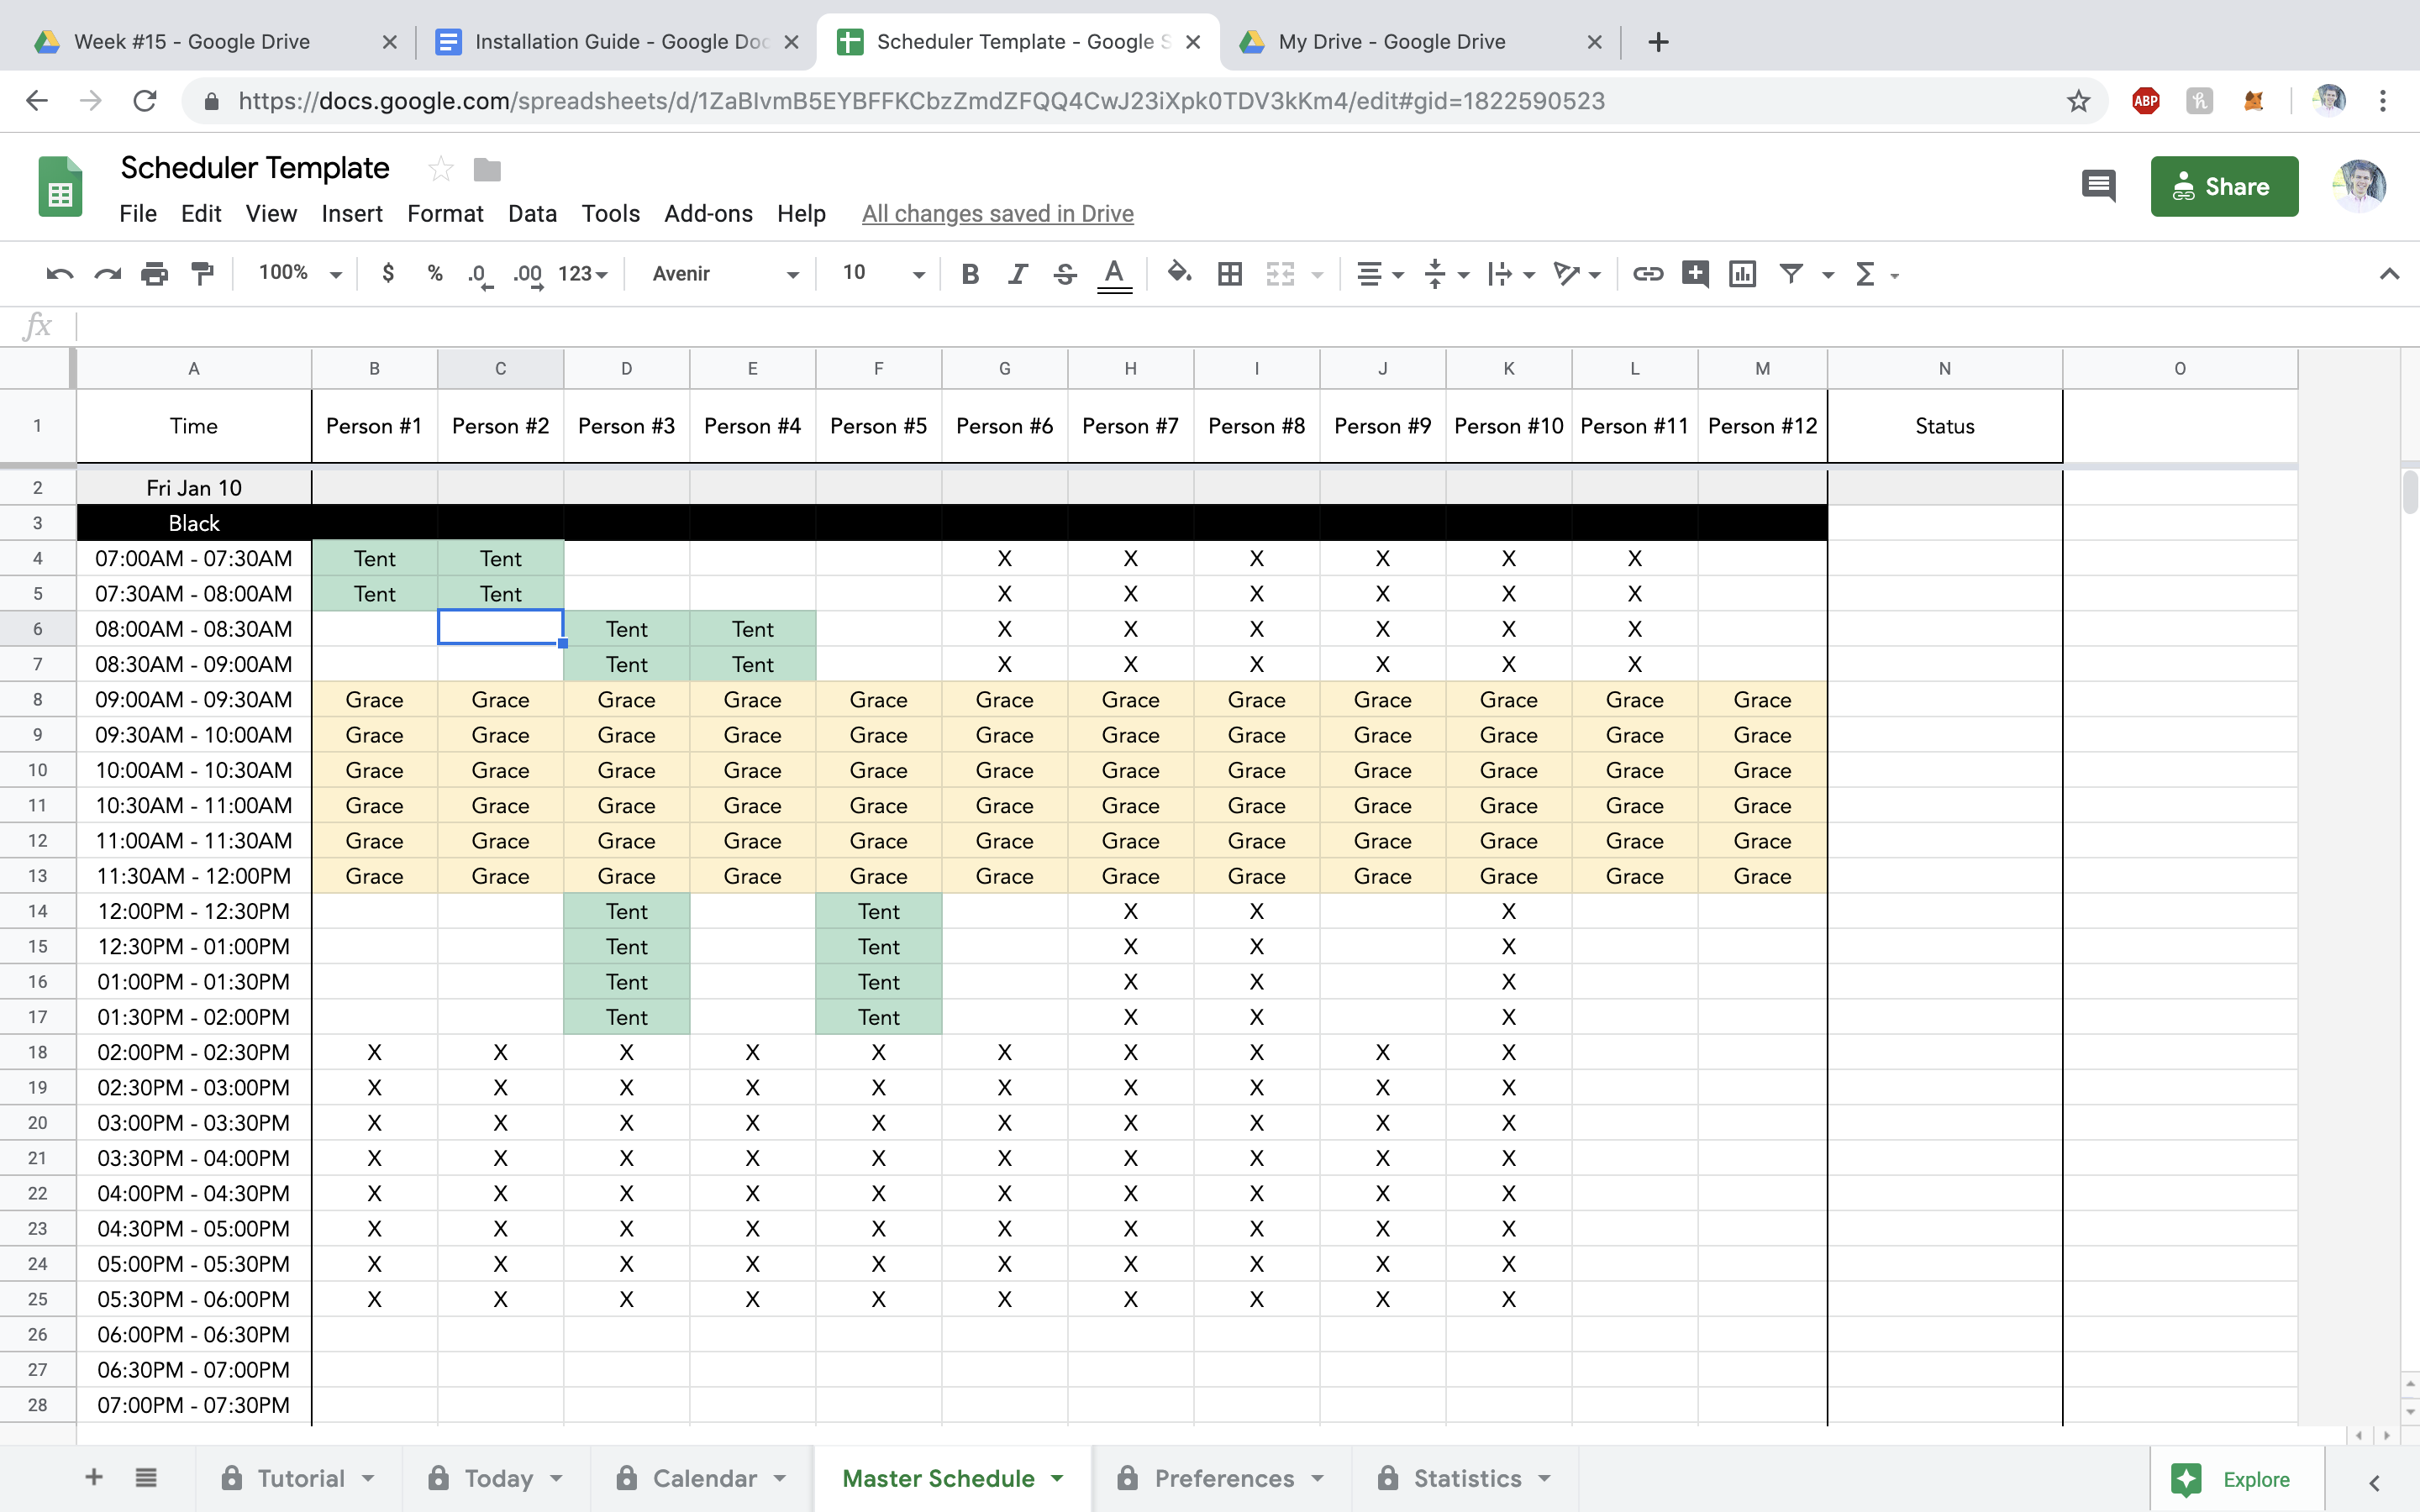 Week #15 - Google Drive
Installation Guide - Google Doc
Scheduler Template - Google S
My Drive - Google Drive
https://docs.google.com/spreadsheets/d/1ZaBIvmB5EYBFFKCbzZmdZFQQ4CwJ23iXpk0TDV3kKm4/edit#gid=1822590523
ABP
Scheduler Template
File Edit View Insert Format Data Tools Add-ons Help All changes saved in Drive
Share
100% $ % .0 .00 123 Avenir 10 B I S A
fx
A B C D E F G H I J K L M N O
1 Time Person #1 Person #2 Person #3 Person #4 Person #5 Person #6 Person #7 Person #8 Person #9 Person #10 Person #11 Person #12 Status
2 Fri Jan 10
3 Black
4 07:00AM - 07:30AM Tent Tent X X X X X X
5 07:30AM - 08:00AM Tent Tent X X X X X X
6 08:00AM - 08:30AM Tent Tent X X X X X X
7 08:30AM - 09:00AM Tent Tent X X X X X X
8 09:00AM - 09:30AM Grace Grace Grace Grace Grace Grace Grace Grace Grace Grace Grace Grace
9 09:30AM - 10:00AM Grace Grace Grace Grace Grace Grace Grace Grace Grace Grace Grace Grace
10 10:00AM - 10:30AM Grace Grace Grace Grace Grace Grace Grace Grace Grace Grace Grace Grace
11 10:30AM - 11:00AM Grace Grace Grace Grace Grace Grace Grace Grace Grace Grace Grace Grace
12 11:00AM - 11:30AM Grace Grace Grace Grace Grace Grace Grace Grace Grace Grace Grace Grace
13 11:30AM - 12:00PM Grace Grace Grace Grace Grace Grace Grace Grace Grace Grace Grace Grace
14 12:00PM - 12:30PM Tent Tent X X X
15 12:30PM - 01:00PM Tent Tent X X X
16 01:00PM - 01:30PM Tent Tent X X X
17 01:30PM - 02:00PM Tent Tent X X X
18 02:00PM - 02:30PM X X X X X X X X X X
19 02:30PM - 03:00PM X X X X X X X X X X
20 03:00PM - 03:30PM X X X X X X X X X X
21 03:30PM - 04:00PM X X X X X X X X X X
22 04:00PM - 04:30PM X X X X X X X X X X
23 04:30PM - 05:00PM X X X X X X X X X X
24 05:00PM - 05:30PM X X X X X X X X X X
25 05:30PM - 06:00PM X X X X X X X X X X
26 06:00PM - 06:30PM
27 06:30PM - 07:00PM
28 07:00PM - 07:30PM
Tutorial Today Calendar Master Schedule Preferences Statistics Explore